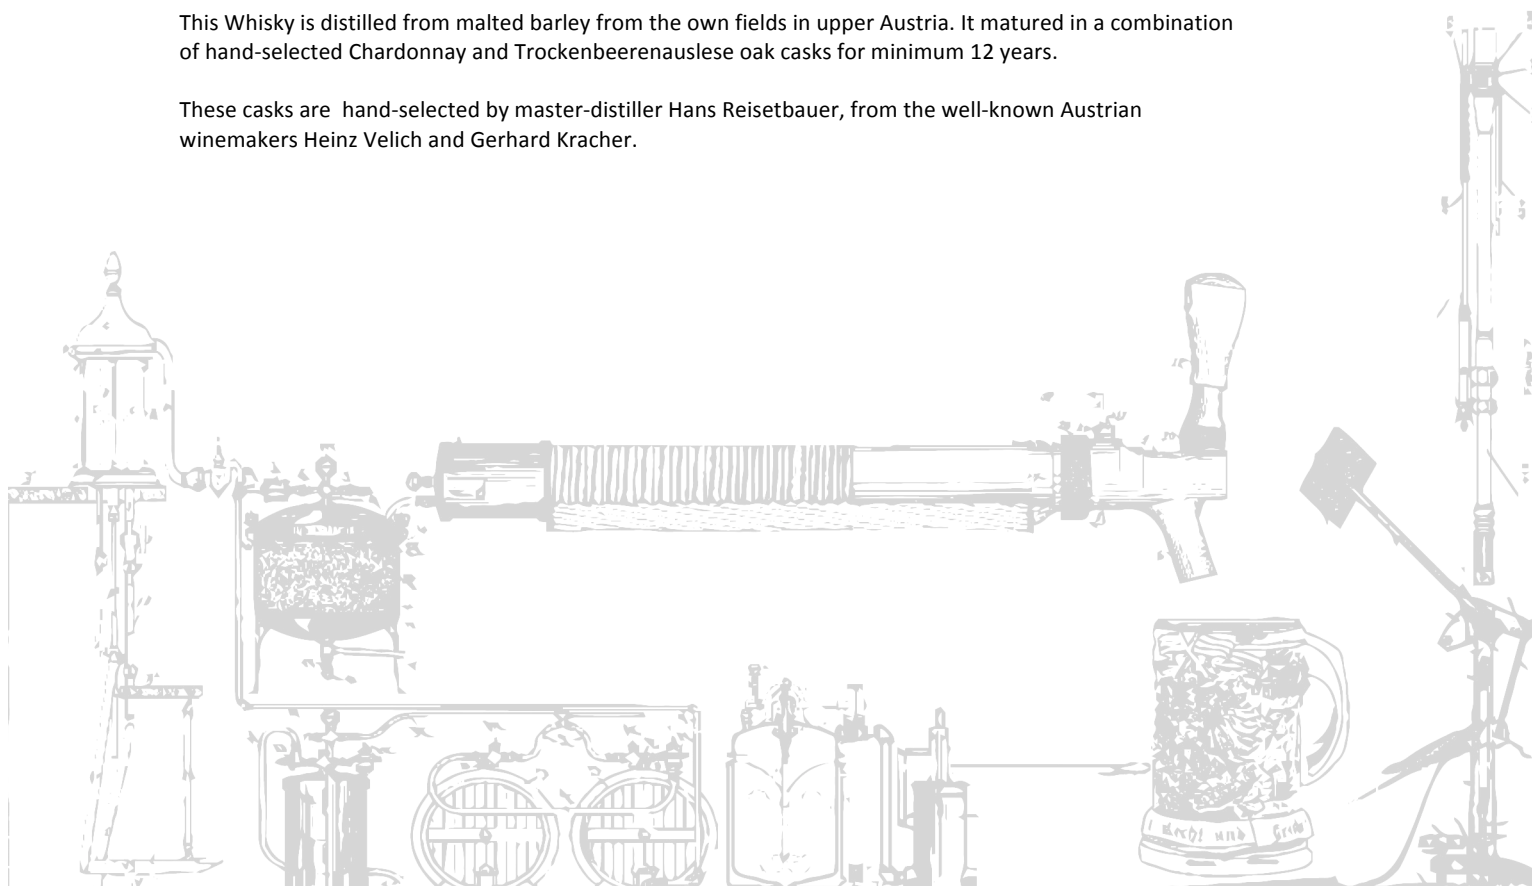 This Whisky is distilled from malted barley from the own fields in upper Austria. It matured in a combination
of hand-selected Chardonnay and Trockenbeerenauslese oak casks for minimum 12 years.
These casks are  hand-selected by master-distiller Hans Reisetbauer, from the well-known Austrian
winemakers Heinz Velich and Gerhard Kracher.